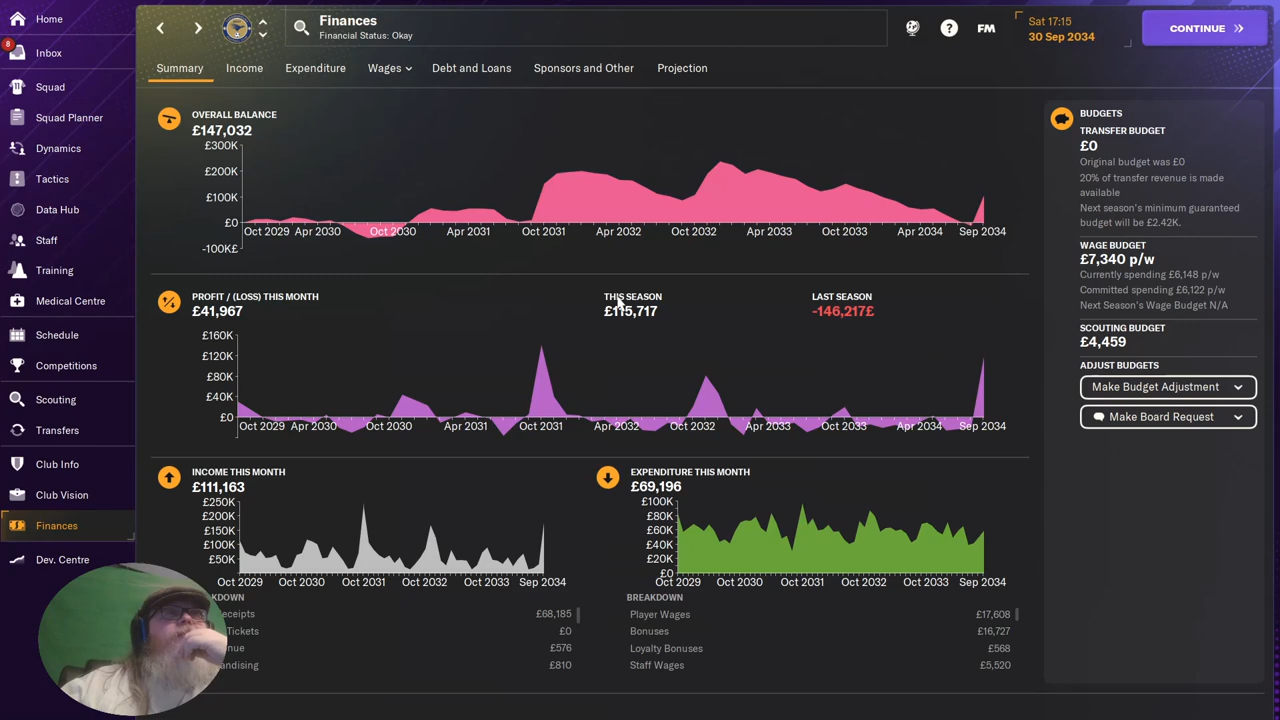 Home
8
Inbox
Squad
Squad Planner
Dynamics
Tactics
Data Hub
Staff
Training
Medical Centre
Schedule
Competitions
Scouting
Transfers
Club Info
Club Vision
Finances
Dev. Centre
Finances
Financial Status: Okay
?
FM
Sat 17:15
30 Sep 2034
CONTINUE
Summary
Income
Expenditure
Wages
Debt and Loans
Sponsors and Other
Projection
OVERALL BALANCE
£147,032
£300K
£200K
£100K
£0
-100K£
Oct 2029 Apr 2030 Oct 2030 Apr 2031 Oct 2031 Apr 2032 Oct 2032 Apr 2033 Oct 2033 Apr 2034 Sep 2034
PROFIT / (LOSS) THIS MONTH
£41,967
THIS SEASON
£115,717
LAST SEASON
-146,217£
£160K
£120K
£80K
£40K
£0
Oct 2029 Apr 2030 Oct 2030 Apr 2031 Oct 2031 Apr 2032 Oct 2032 Apr 2033 Oct 2033 Apr 2034 Sep 2034
INCOME THIS MONTH
£111,163
£250K
£200K
£150K
£100K
£50K
Oct 2029 Oct 2030 Oct 2031 Oct 2032 Oct 2033 Sep 2034
KDOWN
Receipts £68,185
Tickets £0
nue £576
handising £810
EXPENDITURE THIS MONTH
£69,196
£100K
£80K
£60K
£40K
£20K
£0
Oct 2029 Oct 2030 Oct 2031 Oct 2032 Oct 2033 Sep 2034
BREAKDOWN
Player Wages £17,608
Bonuses £16,727
Loyalty Bonuses £568
Staff Wages £5,520
BUDGETS
TRANSFER BUDGET
£0
Original budget was £0
20% of transfer revenue is made
available
Next season's minimum guaranteed
budget will be £2.42K.
WAGE BUDGET
£7,340 p/w
Currently spending £6,148 p/w
Committed spending £6,122 p/w
Next Season's Wage Budget N/A
SCOUTING BUDGET
£4,459
ADJUST BUDGETS
Make Budget Adjustment
Make Board Request